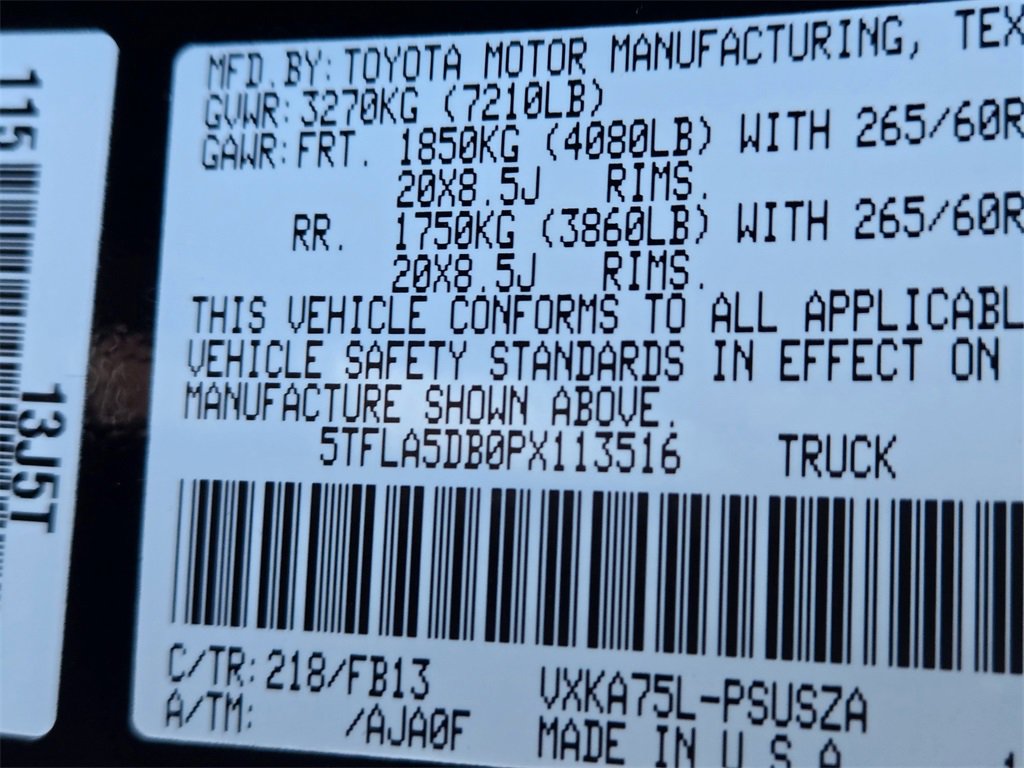 MFD.BY: TOYOTA MOTOR MANUFACTURING, TEX
GVWR: 3270KG (7210LB)
GAWR: FRT. 1850KG (4080LB) WITH 265/60R
20X8.5J RIMS.
RR. 1750KG (3860LB) WITH 265/60R
20X8.5J RIMS.
THIS VEHICLE CONFORMS TO ALL APPLICABL
VEHICLE SAFETY STANDARDS IN EFFECT ON
MANUFACTURE SHOWN ABOVE.
5TFLA5DB0PX113516 TRUCK
C/TR: 218/FB13 VXKA75L-PSUSZA
A/TM: /AJA0F MADE IN U.S.A
115
13J5T